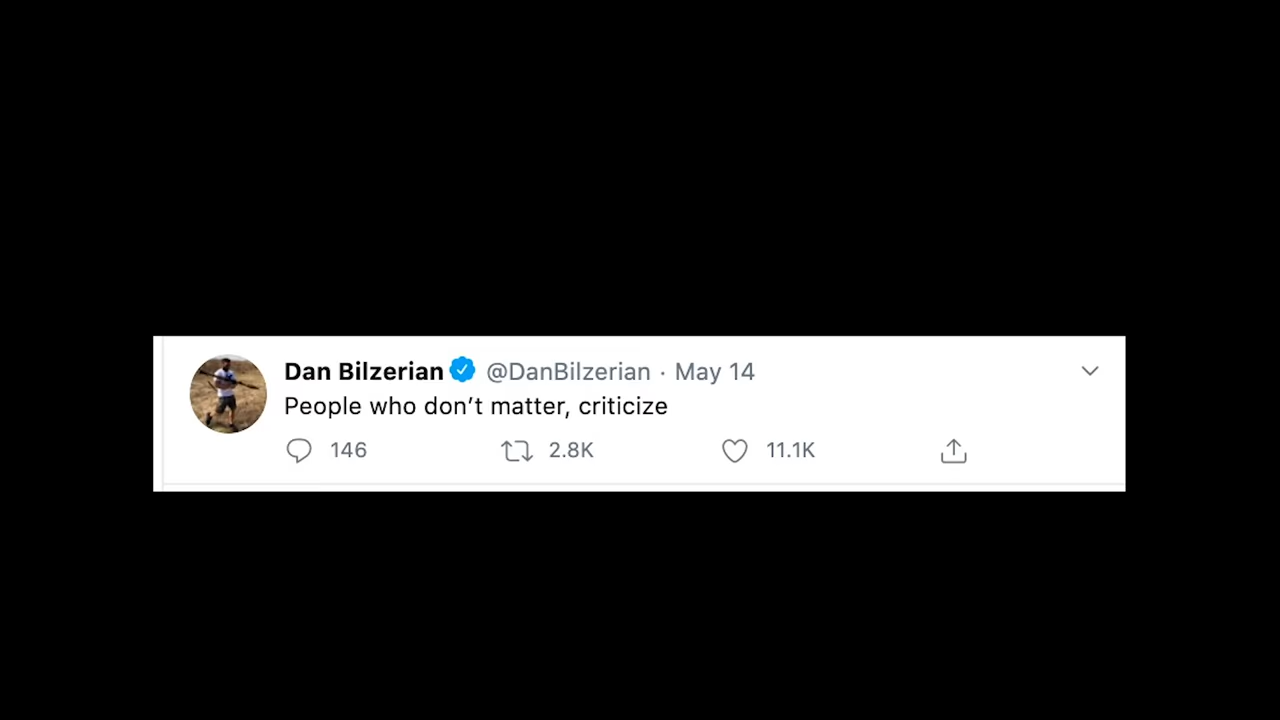 Dan Bilzerian @DanBilzerian · May 14
People who don’t matter, criticize
146 2.8K 11.1K